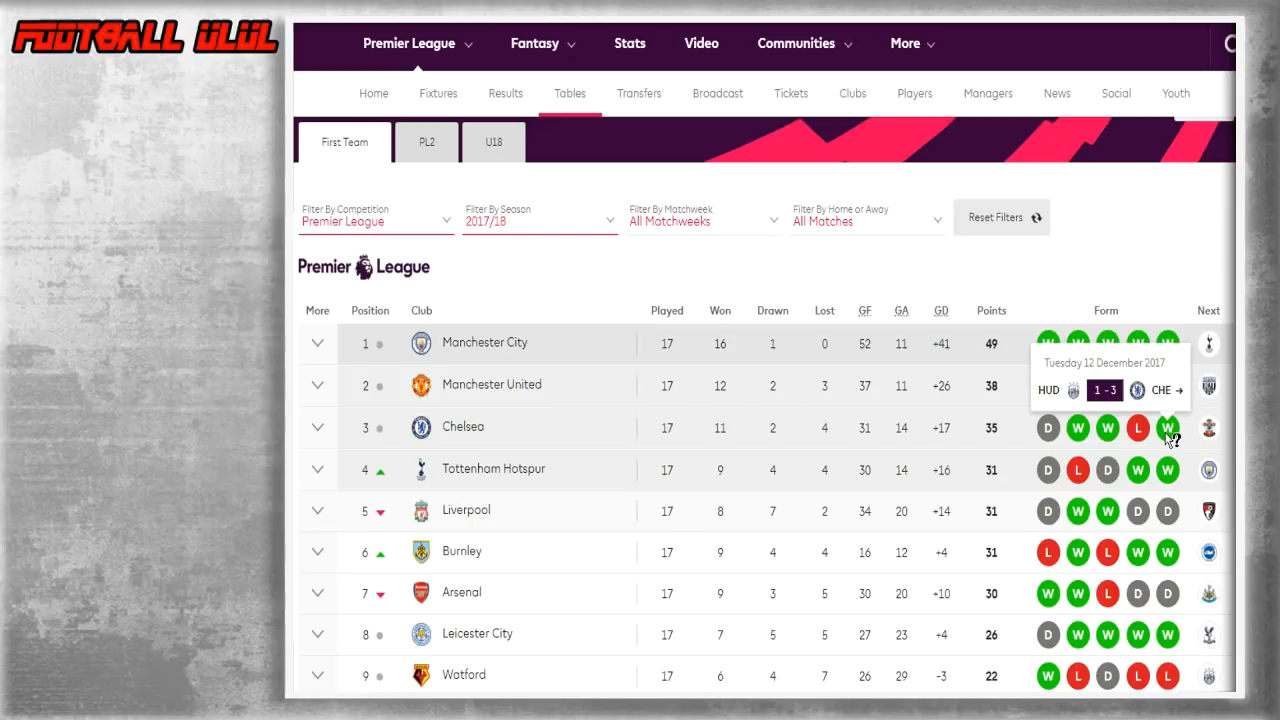 FOOTBALL ÜLÜL
Premier League Fantasy Stats Video Communities More
Home Fixtures Results Tables Transfers Broadcast Tickets Clubs Players Managers News Social Youth
First Team PL2 U18
Filter By Competition Filter By Season Filter By Matchweek Filter By Home or Away
Premier League 2017/18 All Matchweeks All Matches Reset Filters
Premier League
More Position Club Played Won Drawn Lost GF GA GD Points Form Next
1 Manchester City 17 16 1 0 52 11 +41 49
Tuesday 12 December 2017
HUD 1 - 3 CHE
2 Manchester United 17 12 2 3 37 11 +26 38
3 Chelsea 17 11 2 4 31 14 +17 35 D W W L W
4 Tottenham Hotspur 17 9 4 4 30 14 +16 31 D L D W W
5 Liverpool 17 8 7 2 34 20 +14 31 D W W D D
6 Burnley 17 9 4 4 16 12 +4 31 L W L W W
7 Arsenal 17 9 3 5 30 20 +10 30 W W L D D
8 Leicester City 17 7 5 5 27 23 +4 26 D W W W W
9 Watford 17 6 4 7 26 29 -3 22 W L D L L